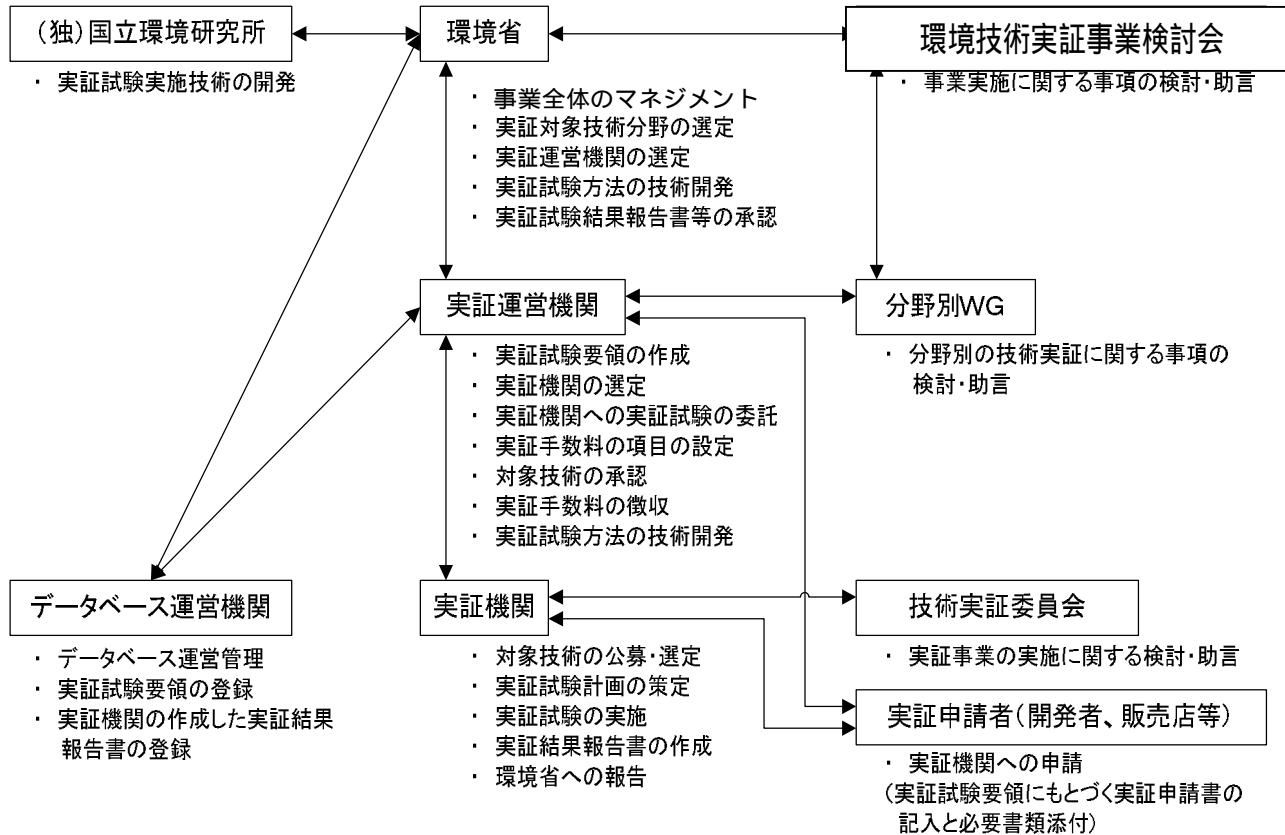 (独)国立環境研究所
・ 実証試験実施技術の開発
環境省
・ 事業全体のマネジメント
・ 実証対象技術分野の選定
・ 実証運営機関の選定
・ 実証試験方法の技術開発
・ 実証試験結果報告書等の承認
環境技術実証事業検討会
・ 事業実施に関する事項の検討・助言
実証運営機関
・ 実証試験要領の作成
・ 実証機関の選定
・ 実証機関への実証試験の委託
・ 実証手数料の項目の設定
・ 対象技術の承認
・ 実証手数料の徴収
・ 実証試験方法の技術開発
分野別WG
・ 分野別の技術実証に関する事項の
検討・助言
データベース運営機関
・ データベース運営管理
・ 実証試験要領の登録
・ 実証機関の作成した実証結果
報告書の登録
実証機関
・ 対象技術の公募・選定
・ 実証試験計画の策定
・ 実証試験の実施
・ 実証結果報告書の作成
・ 環境省への報告
技術実証委員会
・ 実証事業の実施に関する検討・助言
実証申請者(開発者、販売店等)
・ 実証機関への申請
(実証試験要領にもとづく実証申請書の
記入と必要書類添付)